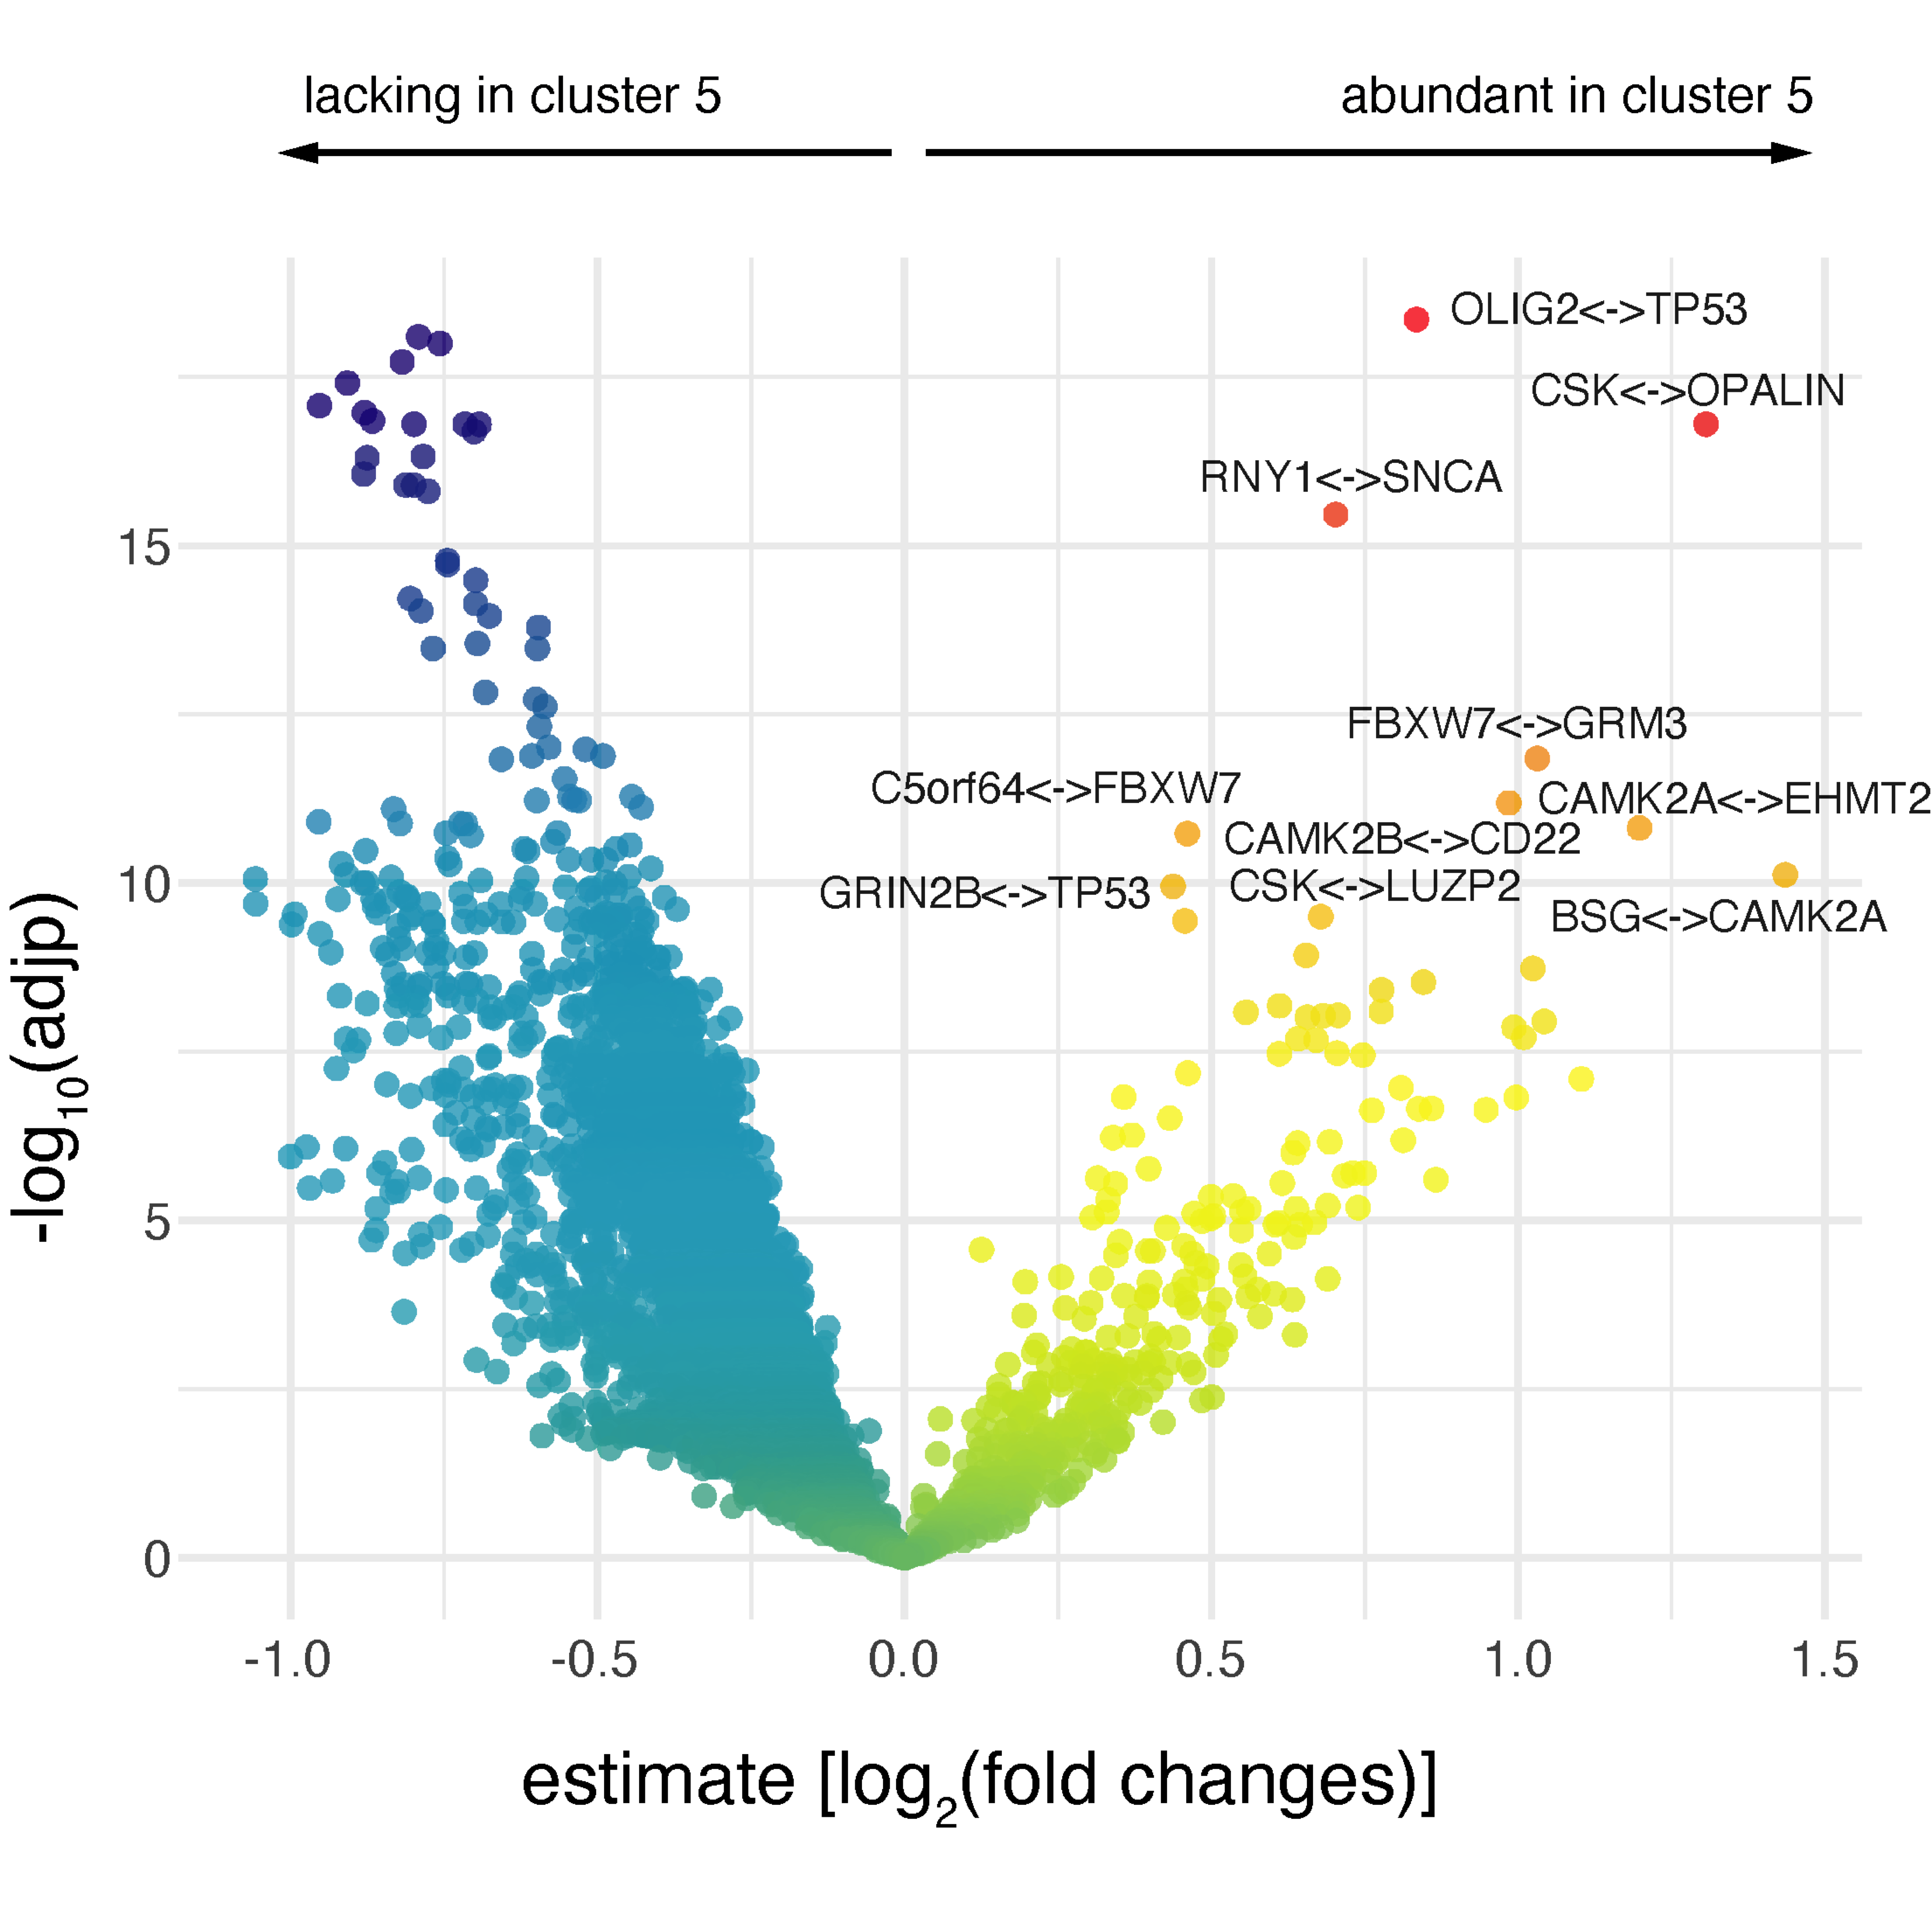 lacking in cluster 5
abundant in cluster 5
OLIG2<->TP53
CSK<->OPALIN
RNY1<->SNCA
15
FBXW7<->GRM3
C5orf64<->FBXW7
CAMK2A<->EHMT2
CAMK2B<->CD22
10
GRIN2B<->TP53
CSK<->LUZP2
BSG<->CAMK2A
-log10(adjp)
5
0
-1.0
-0.5
0.0
0.5
1.0
1.5
estimate [log2(fold changes)]